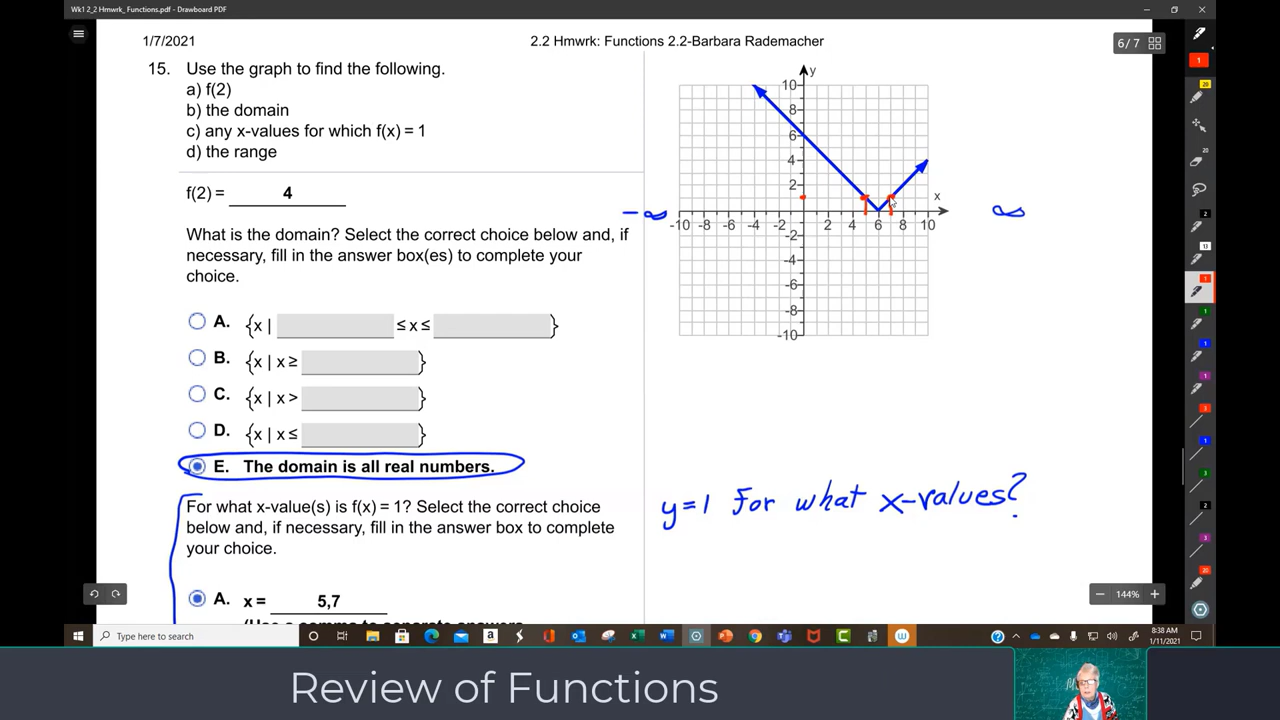 Wk1 2_2 Hmwrk_ Functions.pdf - Drawboard PDF
1/7/2021
2.2 Hmwrk: Functions 2.2-Barbara Rademacher
6 / 7
15. Use the graph to find the following.
a) f(2)
b) the domain
c) any x-values for which f(x) = 1
d) the range
f(2) = 4
What is the domain? Select the correct choice below and, if
necessary, fill in the answer box(es) to complete your
choice.
A. {x | ≤ x ≤ }
B. {x | x ≥ }
C. {x | x > }
D. {x | x ≤ }
E. The domain is all real numbers.
For what x-value(s) is f(x) = 1? Select the correct choice
below and, if necessary, fill in the answer box to complete
your choice.
A. x = 5,7
y
10
8
6
4
2
x
-∞
∞
-10 -8 -6 -4 -2 2 4 6 8 10
-2
-4
-6
-8
-10
y=1 for what x-values?
144%
Type here to search
8:38 AM
1/11/2021
Review of Functions